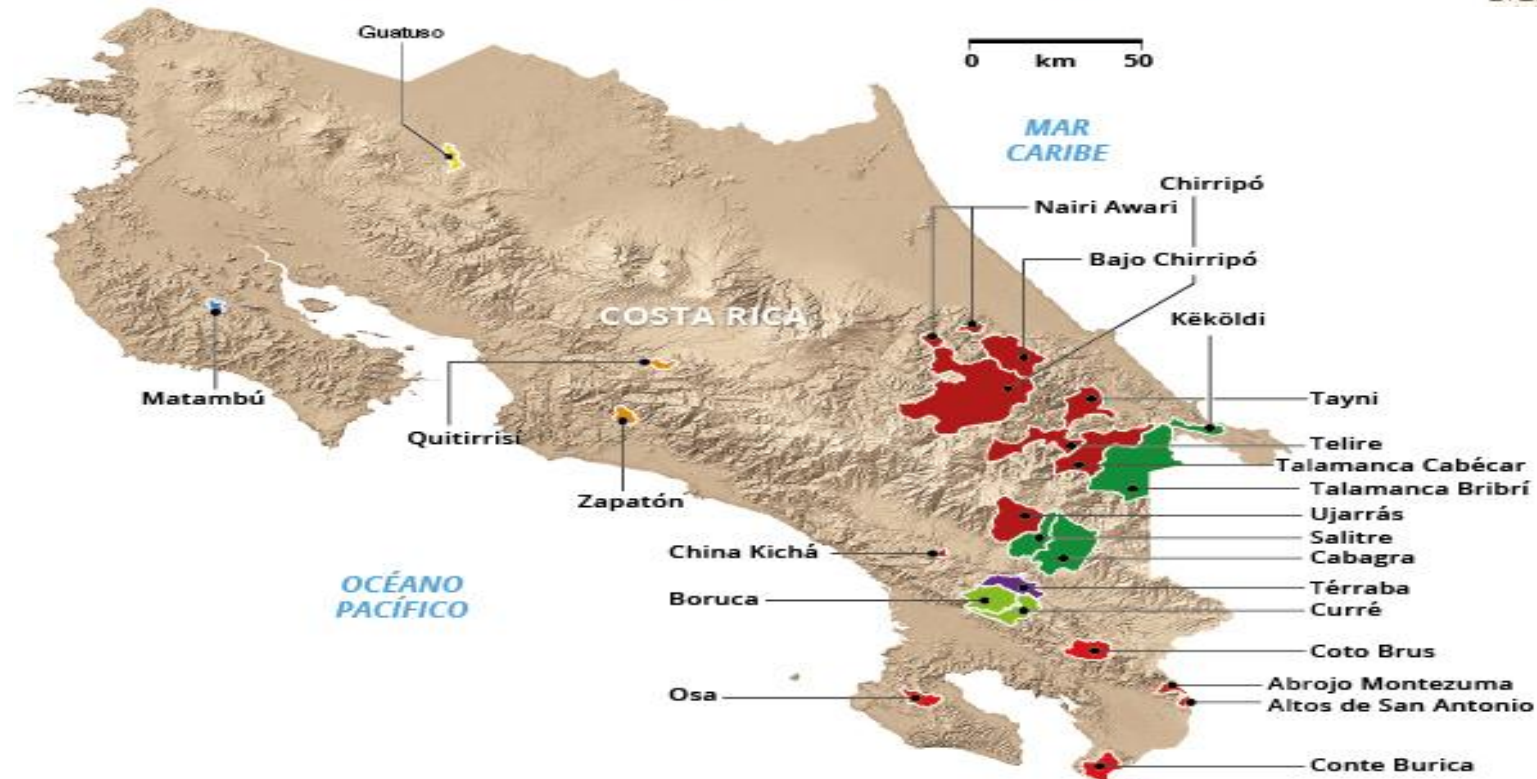 Guatuso
0 km 50
MAR
CARIBE
Chirripó
Nairi Awari
Bajo Chirripó
COSTA RICA
Këköldi
Matambú
Tayni
Quitirrisí
Telire
Talamanca Cabécar
Zapatón
Talamanca Bribrí
Ujarrás
Salitre
China Kichá
Cabagra
OCÉANO
PACÍFICO
Térraba
Boruca
Curré
Coto Brus
Abrojo Montezuma
Osa
Altos de San Antonio
Conte Burica